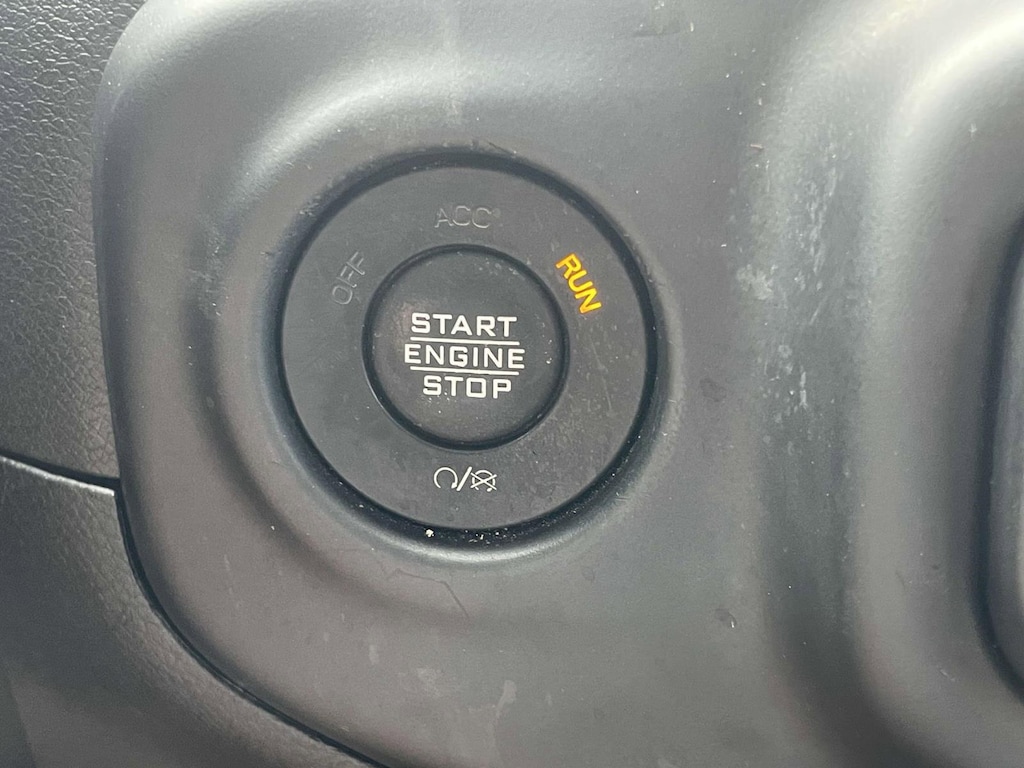 ACC
OFF
RUN
START
ENGINE
STOP